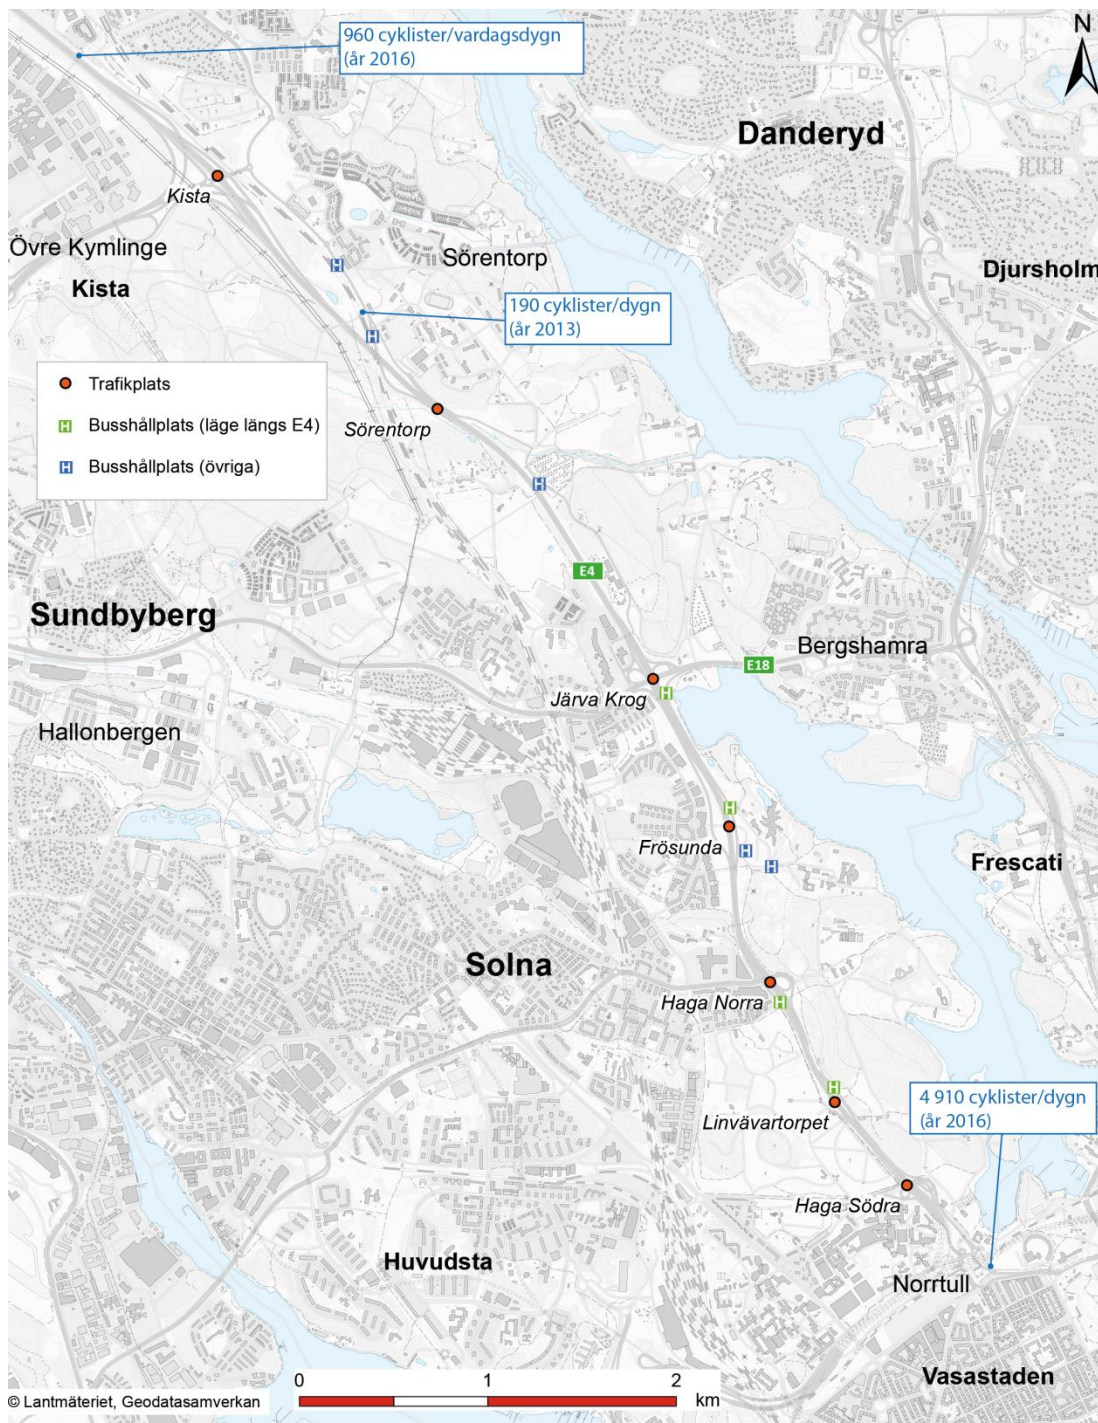 960 cyklister/vardagsdygn
(år 2016)
N
Danderyd
Kista
Övre Kymlinge
Sörentorp
Djursholm
Kista
190 cyklister/dygn
(år 2013)
Trafikplats
H Busshållplats (läge längs E4)
H Busshållplats (övriga)
H
H
Sörentorp
H
E4
Sundbyberg
Bergshamra
E18
Järva Krog
H
Hallonbergen
H
Frösunda
H
H
Frescati
Solna
Haga Norra
H
H
4 910 cyklister/dygn
(år 2016)
Linvävartorpet
Haga Södra
Huvudsta
Norrtull
Vasastaden
0 1 2
km
© Lantmäteriet, Geodatasamverkan